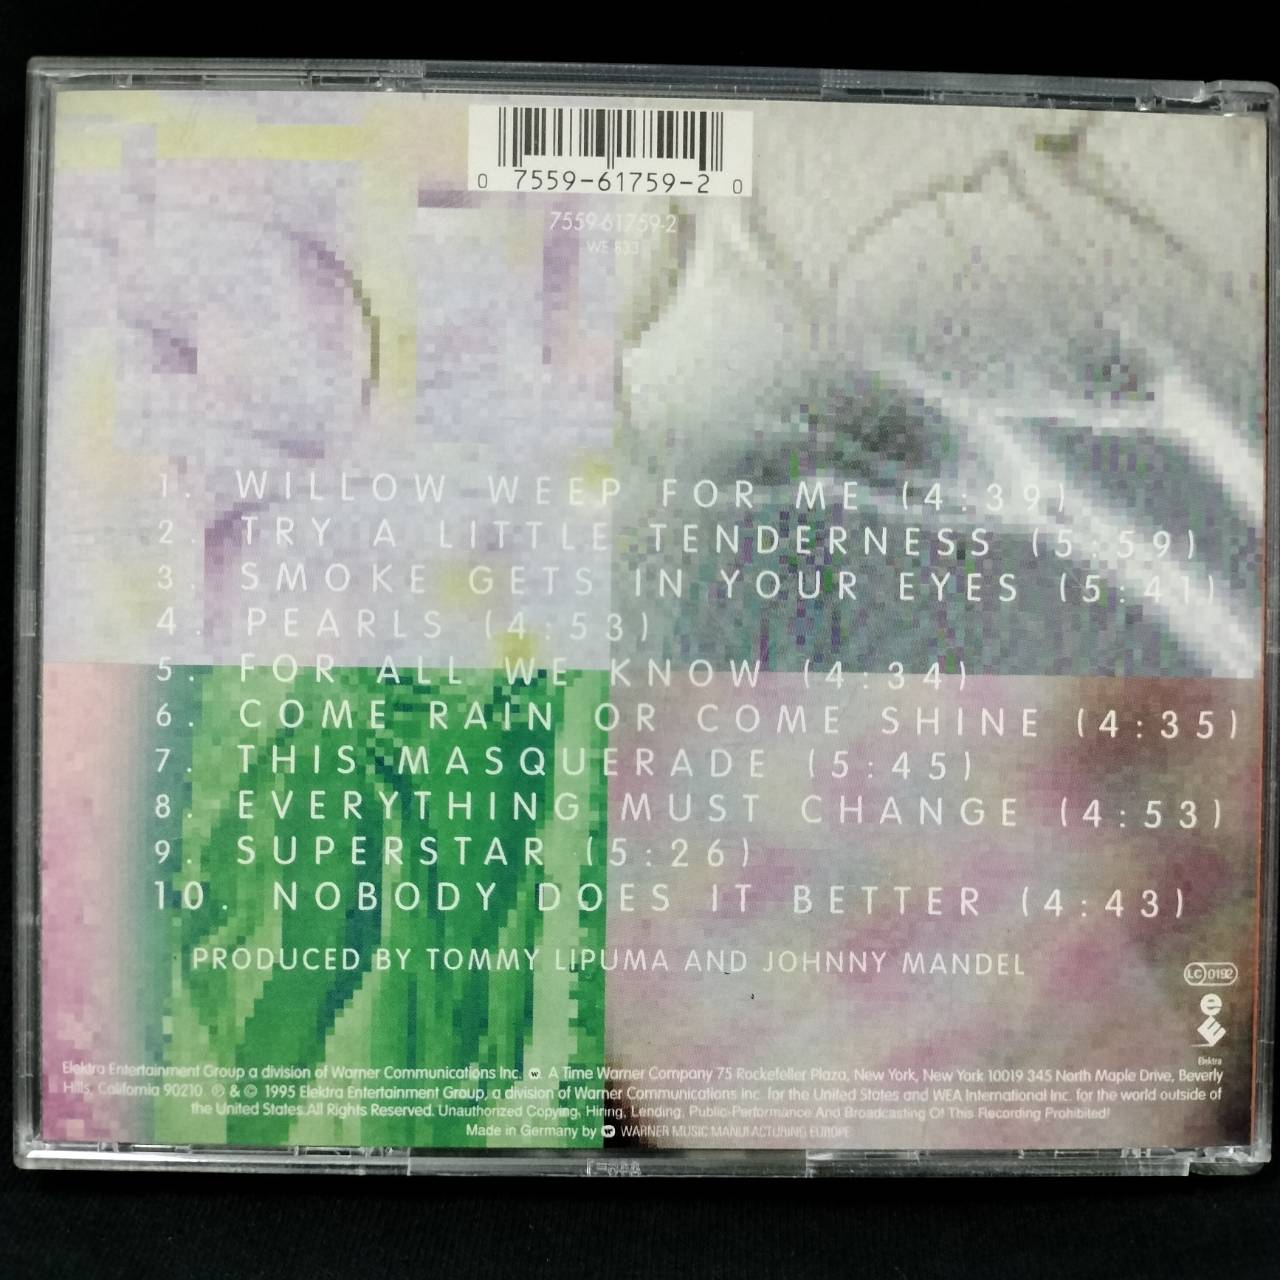 0 7559-61759-2 0
7559-61759-2
WE 833
1. WILLOW WEEP FOR ME (4:39)
2. TRY A LITTLE TENDERNESS (5:59)
3. SMOKE GETS IN YOUR EYES (5:41)
4. PEARLS (4:53)
5. FOR ALL WE KNOW (4:34)
6. COME RAIN OR COME SHINE (4:35)
7. THIS MASQUERADE (5:45)
8. EVERYTHING MUST CHANGE (4:53)
9. SUPERSTAR (5:26)
10. NOBODY DOES IT BETTER (4:43)
PRODUCED BY TOMMY LIPUMA AND JOHNNY MANDEL
LC 0192
Elektra
Elektra Entertainment Group a division of Warner Communications Inc. A Time Warner Company 75 Rockefeller Plaza, New York, New York 10019 345 North Maple Drive, Beverly
Hills, California 90210. ℗ & © 1995 Elektra Entertainment Group, a division of Warner Communications Inc. for the United States and WEA International Inc. for the world outside of
the United States. All Rights Reserved. Unauthorized Copying, Hiring, Lending, Public Performance And Broadcasting Of This Recording Prohibited!
Made in Germany by WARNER MUSIC MANUFACTURING EUROPE